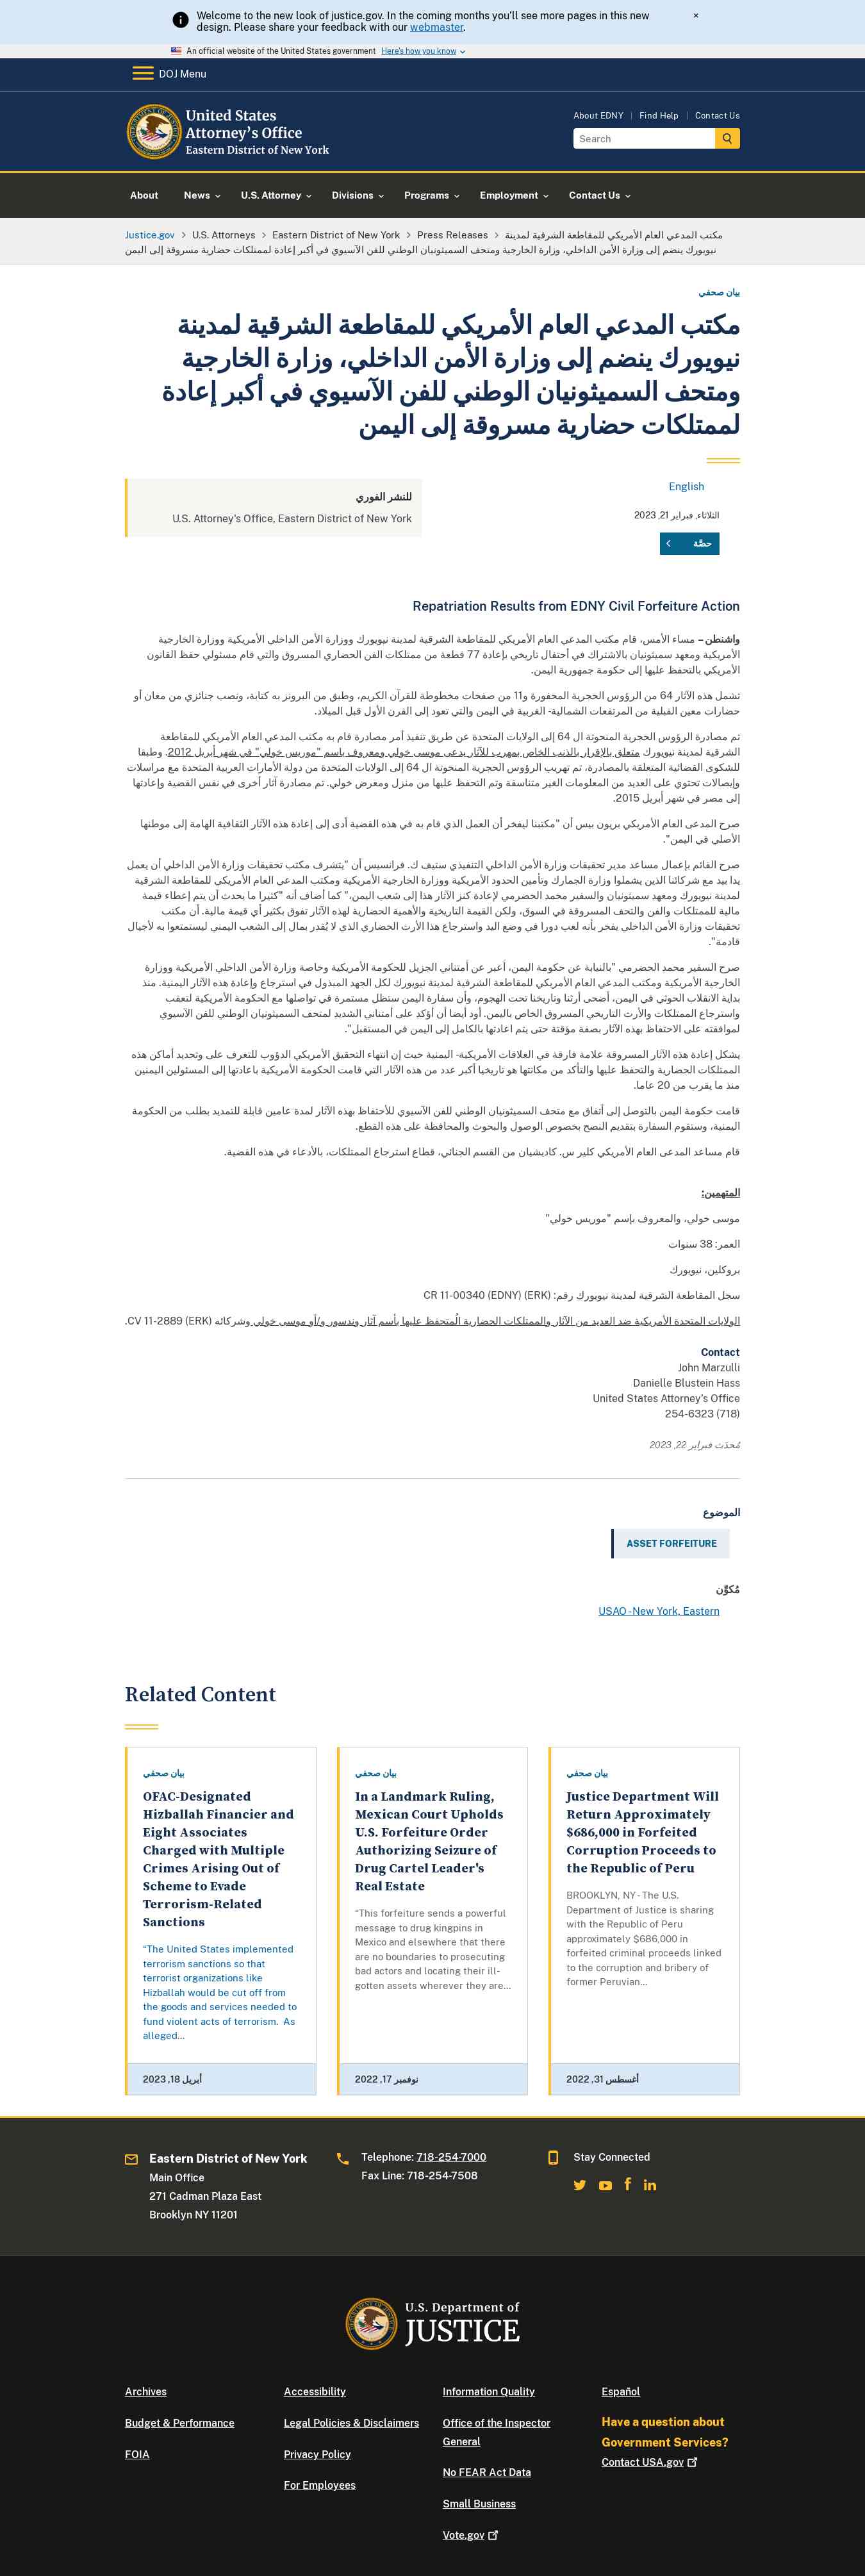 Welcome to the new look of justice.gov. In the coming months you'll see more pages in this new
design. Please share your feedback with our webmaster.
×
An official website of the United States government Here's how you know
DOJ Menu
United States
Attorney's Office
Eastern District of New York
About EDNY | Find Help | Contact Us
Search
About News U.S. Attorney Divisions Programs Employment Contact Us
Justice.gov > U.S. Attorneys > Eastern District of New York > Press Releases > مكتب المدعي العام الأمريكي للمقاطعة الشرقية لمدينة
نيويورك ينضم إلى وزارة الأمن الداخلي، وزارة الخارجية ومتحف السميثونيان الوطني للفن الآسيوي في أكبر إعادة لممتلكات حضارية مسروقة إلى اليمن
بيان صحفي
مكتب المدعي العام الأمريكي للمقاطعة الشرقية لمدينة
نيويورك ينضم إلى وزارة الأمن الداخلي، وزارة الخارجية
ومتحف السميثونيان الوطني للفن الآسيوي في أكبر إعادة
لممتلكات حضارية مسروقة إلى اليمن
English
الثلاثاء, فبراير 21, 2023
حصَّة
للنشر الفوري
U.S. Attorney's Office, Eastern District of New York
Repatriation Results from EDNY Civil Forfeiture Action
واشنطن – مساء الأمس، قام مكتب المدعي العام الأمريكي للمقاطعة الشرقية لمدينة نيويورك ووزارة الأمن الداخلي الأمريكية ووزارة الخارجية
الأمريكية ومعهد سميثونيان بالاشتراك في أحتفال تاريخي بإعادة 77 قطعة من ممتلكات الفن الحضاري المسروق والتي قام مسئولي حفظ القانون
الأمريكي بالتحفظ عليها إلى حكومة جمهورية اليمن.
تشمل هذه الآثار 64 من الرؤوس الحجرية المحفورة و11 من صفحات مخطوطة للقرآن الكريم، وطبق من البرونز به كتابة، ونصب جنائزي من معان أو
حضارات معين القبلية من المرتفعات الشمالية- الغربية في اليمن والتي تعود إلى القرن الأول قبل الميلاد.
تم مصادرة الرؤوس الحجرية المنحوتة ال 64 إلى الولايات المتحدة عن طريق تنفيذ أمر مصادرة قام به مكتب المدعي العام الأمريكي للمقاطعة
الشرقية لمدينة نيويورك متعلق بالإقرار بالذنب الخاص بمهرب للآثار يدعى موسى خولي ومعروف باسم "موريس خولي" في شهر أبريل 2012. وطبقا
للشكوى القضائية المتعلقة بالمصادرة، تم تهريب الرؤوس الحجرية المنحوتة ال 64 إلى الولايات المتحدة من دولة الأمارات العربية المتحدة مع مراسلات
وإيصالات تحتوي على العديد من المعلومات الغير متناسقة وتم التحفظ عليها من منزل ومعرض خولي. تم مصادرة آثار أخرى في نفس القضية وإعادتها
إلى مصر في شهر أبريل 2015.
صرح المدعى العام الأمريكي بريون بيس أن "مكتبنا ليفخر أن العمل الذي قام به في هذه القضية أدى إلى إعادة هذه الآثار الثقافية الهامة إلى موطنها
الأصلي في اليمن".
صرح القائم بإعمال مساعد مدير تحقيقات وزارة الأمن الداخلي التنفيذي ستيف ك. فرانسيس أن "يتشرف مكتب تحقيقات وزارة الأمن الداخلي أن يعمل
يدا بيد مع شركائنا الذين يشملوا وزارة الجمارك وتأمين الحدود الأمريكية ووزارة الخارجية الأمريكية ومكتب المدعي العام الأمريكي للمقاطعة الشرقية
لمدينة نيويورك ومعهد سميثونيان والسفير محمد الحضرمي لإعادة كنز الآثار هذا إلى شعب اليمن،" كما أضاف أنه "كثيرا ما يحدث أن يتم إعطاء قيمة
مالية للممتلكات والفن والتحف المسروقة في السوق، ولكن القيمة التاريخية والأهمية الحضارية لهذه الآثار تفوق بكثير أي قيمة مالية. أن مكتب
تحقيقات وزارة الأمن الداخلي يفخر بأنه لعب دورا في وضع اليد واسترجاع هذا الأرث الحضاري الذي لا يُقدر بمال إلى الشعب اليمني ليستمتعوا به لأجيال
قادمة".
صرح السفير محمد الحضرمي "بالنيابة عن حكومة اليمن، أعبر عن أمتناني الجزيل للحكومة الأمريكية وخاصة وزارة الأمن الداخلي الأمريكية ووزارة
الخارجية الأمريكية ومكتب المدعي العام الأمريكي للمقاطعة الشرقية لمدينة نيويورك لكل الجهد المبذول في استرجاع وإعادة هذه الآثار اليمنية. منذ
بداية الانقلاب الحوثي في اليمن، أضحى أرثنا وتاريخنا تحت الهجوم، وأن سفارة اليمن ستظل مستمرة في تواصلها مع الحكومة الأمريكية لتعقب
واسترجاع الممتلكات والأرث التاريخي المسروق الخاص باليمن. أود أيضا أن أؤكد على أمتناني الشديد لمتحف السميثونيان الوطني للفن الآسيوي
لموافقته على الاحتفاظ بهذه الآثار بصفة مؤقتة حتى يتم اعادتها بالكامل إلى اليمن في المستقبل".
يشكل إعادة هذه الآثار المسروقة علامة فارقة في العلاقات الأمريكية- اليمنية حيث إن انتهاء التحقيق الأمريكي الدؤوب للتعرف على وتحديد أماكن هذه
الممتلكات الحضارية والتحفظ عليها والتأكد من مكانتها هو تاريخيا أكبر عدد من هذه الآثار التي قامت الحكومة الأمريكية باعادتها إلى المسئولين اليمنين
منذ ما يقرب من 20 عاما.
قامت حكومة اليمن بالتوصل إلى أتفاق مع متحف السميثونيان الوطني للفن الآسيوي للأحتفاظ بهذه الآثار لمدة عامين قابلة للتمديد بطلب من الحكومة
اليمنية، وستقوم السفارة بتقديم النصح بخصوص الوصول والبحوث والمحافظة على هذه القطع.
قام مساعد المدعى العام الأمريكي كلير س. كاديشيان من القسم الجنائي، قطاع استرجاع الممتلكات، بالأدعاء في هذه القضية.
المتهمين:
موسى خولي، والمعروف بإسم "موريس خولي"
العمر: 38 سنوات
بروكلين، نيويورك
سجل المقاطعة الشرقية لمدينة نيويورك رقم: CR 11-00340 (EDNY) (ERK)
الولايات المتحدة الأمريكية ضد العديد من الآثار والممتلكات الحضارية الُمتحفظ عليها بأسم آثار وندسور و/أو موسى خولي وشركائه CV 11-2889 (ERK).
Contact
John Marzulli
Danielle Blustein Hass
United States Attorney's Office
254-6323 (718)
مُحدَث فبراير 22, 2023
الموضوع
ASSET FORFEITURE
مُكوِّن
USAO - New York, Eastern
Related Content
بيان صحفي
OFAC-Designated
Hizballah Financier and
Eight Associates
Charged with Multiple
Crimes Arising Out of
Scheme to Evade
Terrorism-Related
Sanctions
"The United States implemented
terrorism sanctions so that
terrorist organizations like
Hizballah would be cut off from
the goods and services needed to
fund violent acts of terrorism. As
alleged...
أبريل 18, 2023
بيان صحفي
In a Landmark Ruling,
Mexican Court Upholds
U.S. Forfeiture Order
Authorizing Seizure of
Drug Cartel Leader's
Real Estate
"This forfeiture sends a powerful
message to drug kingpins in
Mexico and elsewhere that there
are no boundaries to prosecuting
bad actors and locating their ill-
gotten assets wherever they are...
نوفمبر 17, 2022
بيان صحفي
Justice Department Will
Return Approximately
$686,000 in Forfeited
Corruption Proceeds to
the Republic of Peru
BROOKLYN, NY - The U.S.
Department of Justice is sharing
with the Republic of Peru
approximately $686,000 in
forfeited criminal proceeds linked
to the corruption and bribery of
former Peruvian...
أغسطس 31, 2022
Eastern District of New York
Main Office
271 Cadman Plaza East
Brooklyn NY 11201
Telephone: 718-254-7000
Fax Line: 718-254-7508
Stay Connected
U.S. Department of
JUSTICE
Archives
Budget & Performance
FOIA
Accessibility
Legal Policies & Disclaimers
Privacy Policy
For Employees
Information Quality
Office of the Inspector
General
No FEAR Act Data
Small Business
Vote.gov
Español
Have a question about
Government Services?
Contact USA.gov